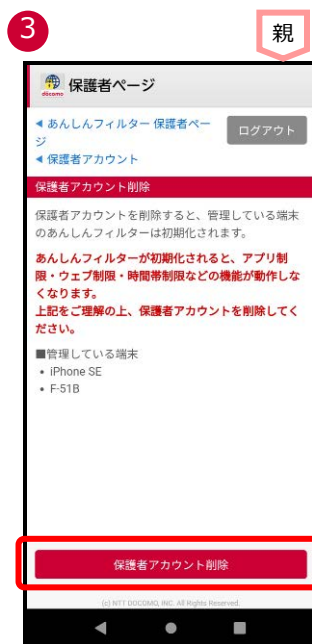 3
親
docomo
保護者ページ
◀ あんしんフィルター 保護者ペー
ジ
ログアウト
◀ 保護者アカウント
保護者アカウント削除
保護者アカウントを削除すると、管理している端末
のあんしんフィルターは初期化されます。
あんしんフィルターが初期化されると、アプリ制
限・ウェブ制限・時間帯制限などの機能が動作しな
くなります。
上記をご理解の上、保護者アカウントを削除してく
ださい。
■管理している端末
• iPhone SE
• F-51B
保護者アカウント削除
(c) NTT DOCOMO, INC. All Rights Reserved.